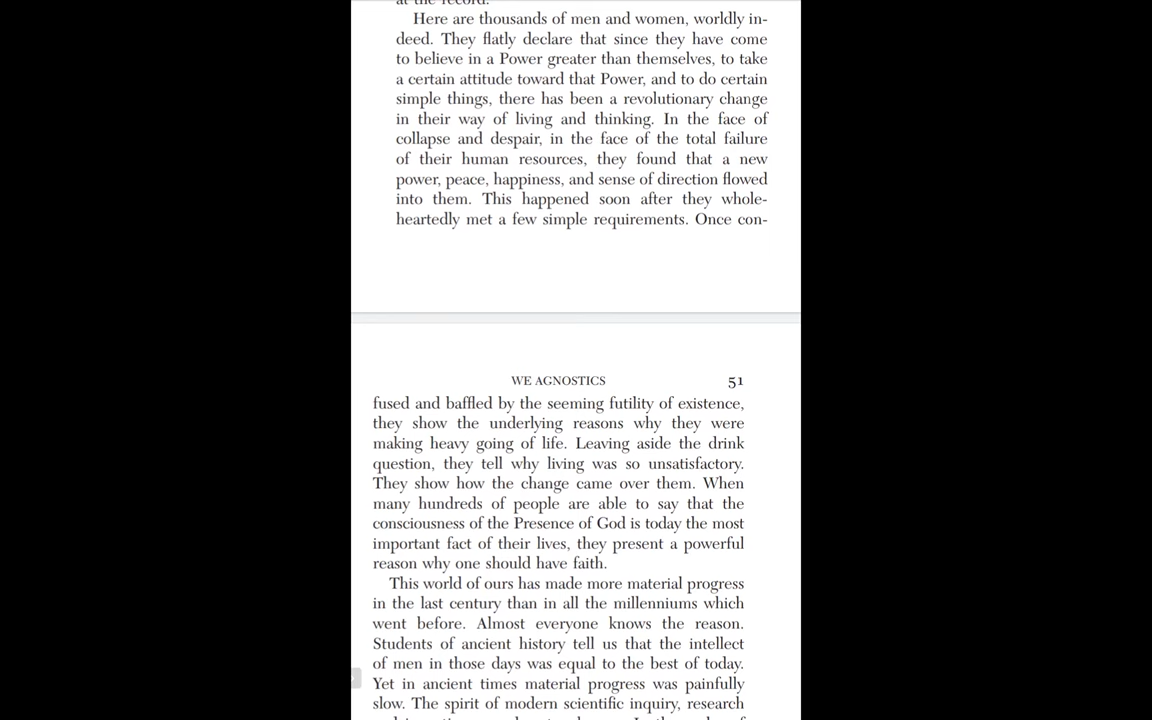 at the record.
Here are thousands of men and women, worldly in-
deed. They flatly declare that since they have come
to believe in a Power greater than themselves, to take
a certain attitude toward that Power, and to do certain
simple things, there has been a revolutionary change
in their way of living and thinking. In the face of
collapse and despair, in the face of the total failure
of their human resources, they found that a new
power, peace, happiness, and sense of direction flowed
into them. This happened soon after they whole-
heartedly met a few simple requirements. Once con-
WE AGNOSTICS 51
fused and baffled by the seeming futility of existence,
they show the underlying reasons why they were
making heavy going of life. Leaving aside the drink
question, they tell why living was so unsatisfactory.
They show how the change came over them. When
many hundreds of people are able to say that the
consciousness of the Presence of God is today the most
important fact of their lives, they present a powerful
reason why one should have faith.
This world of ours has made more material progress
in the last century than in all the millenniums which
went before. Almost everyone knows the reason.
Students of ancient history tell us that the intellect
of men in those days was equal to the best of today.
Yet in ancient times material progress was painfully
slow. The spirit of modern scientific inquiry, research